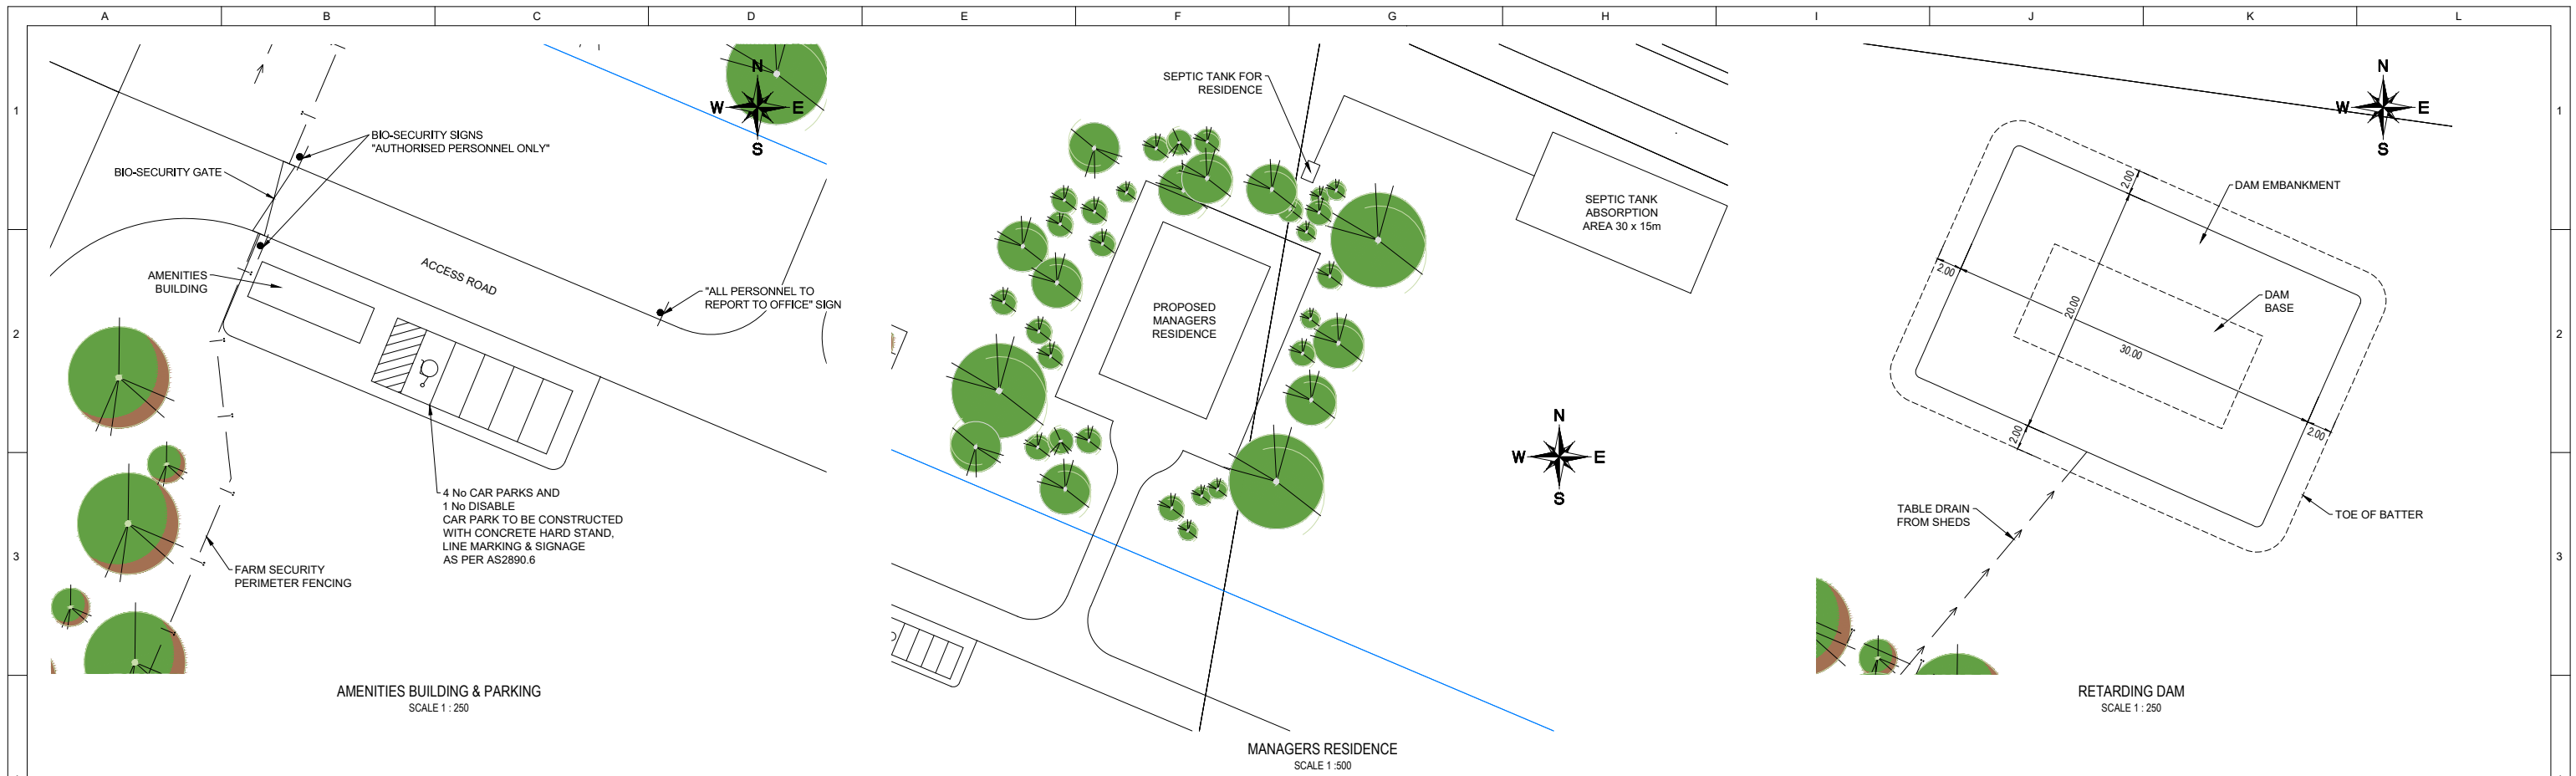 A B C D E F G H I J K L
1
2
3
1
2
3
N
W E
S
BIO-SECURITY SIGNS
"AUTHORISED PERSONNEL ONLY"
BIO-SECURITY GATE
AMENITIES
BUILDING
ACCESS ROAD
"ALL PERSONNEL TO
REPORT TO OFFICE" SIGN
4 No CAR PARKS AND
1 No DISABLE
CAR PARK TO BE CONSTRUCTED
WITH CONCRETE HARD STAND,
LINE MARKING & SIGNAGE
AS PER AS2890.6
FARM SECURITY
PERIMETER FENCING
AMENITIES BUILDING & PARKING
SCALE 1 : 250
SEPTIC TANK FOR
RESIDENCE
SEPTIC TANK
ABSORPTION
AREA 30 x 15m
PROPOSED
MANAGERS
RESIDENCE
N
W E
S
MANAGERS RESIDENCE
SCALE 1 :500
N
W E
S
DAM EMBANKMENT
2.00
2.00
DAM
BASE
20.00
30.00
2.00
2.00
TABLE DRAIN
FROM SHEDS
TOE OF BATTER
RETARDING DAM
SCALE 1 : 250